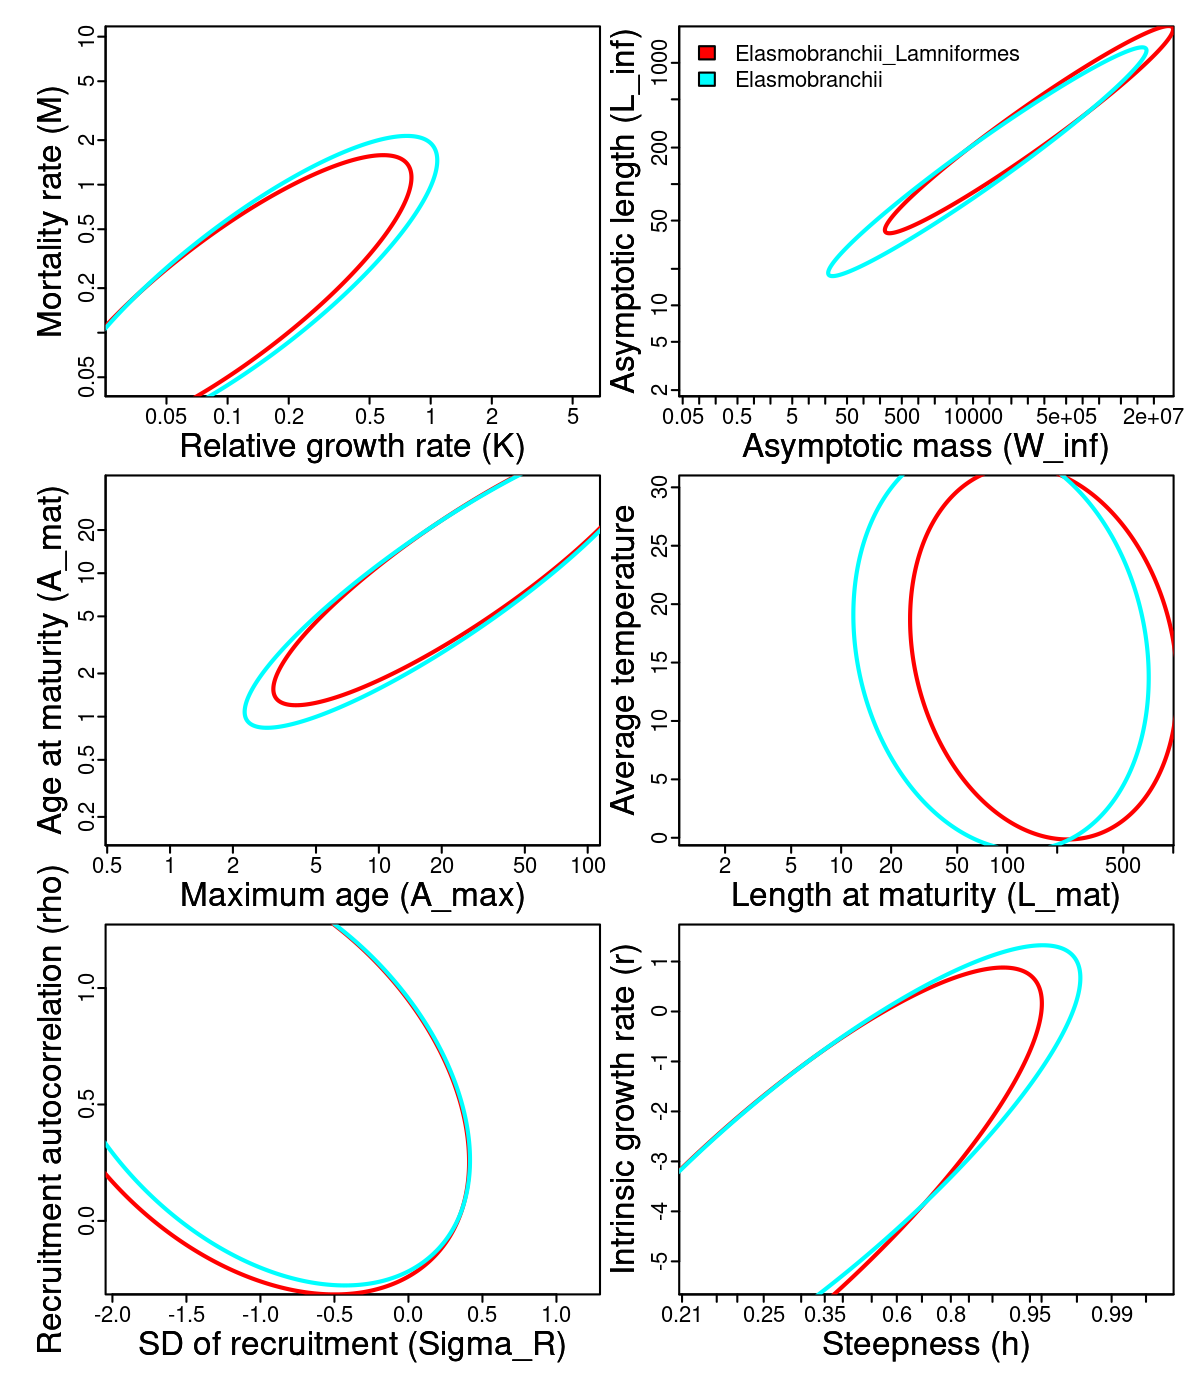 Mortality rate (M)
10
5
2
1
0.5
0.2
0.05
0.05 0.1 0.2 0.5 1 2 5
Relative growth rate (K)
Elasmobranchii_Lamniformes
Elasmobranchii
Asymptotic length (L_inf)
1000
200
50
10
5
2
0.05 0.5 5 50 500 10000 5e+05 2e+07
Asymptotic mass (W_inf)
Age at maturity (A_mat)
20
10
5
2
1
0.5
0.2
0.5 1 2 5 10 20 50 100
Maximum age (A_max)
Average temperature
30
25
20
15
10
5
0
2 5 10 20 50 100 500
Length at maturity (L_mat)
Recruitment autocorrelation (rho)
1.0
0.5
0.0
-2.0 -1.5 -1.0 -0.5 0.0 0.5 1.0
SD of recruitment (Sigma_R)
Intrinsic growth rate (r)
1
0
-1
-2
-3
-4
-5
0.21 0.25 0.35 0.6 0.8 0.95 0.99
Steepness (h)